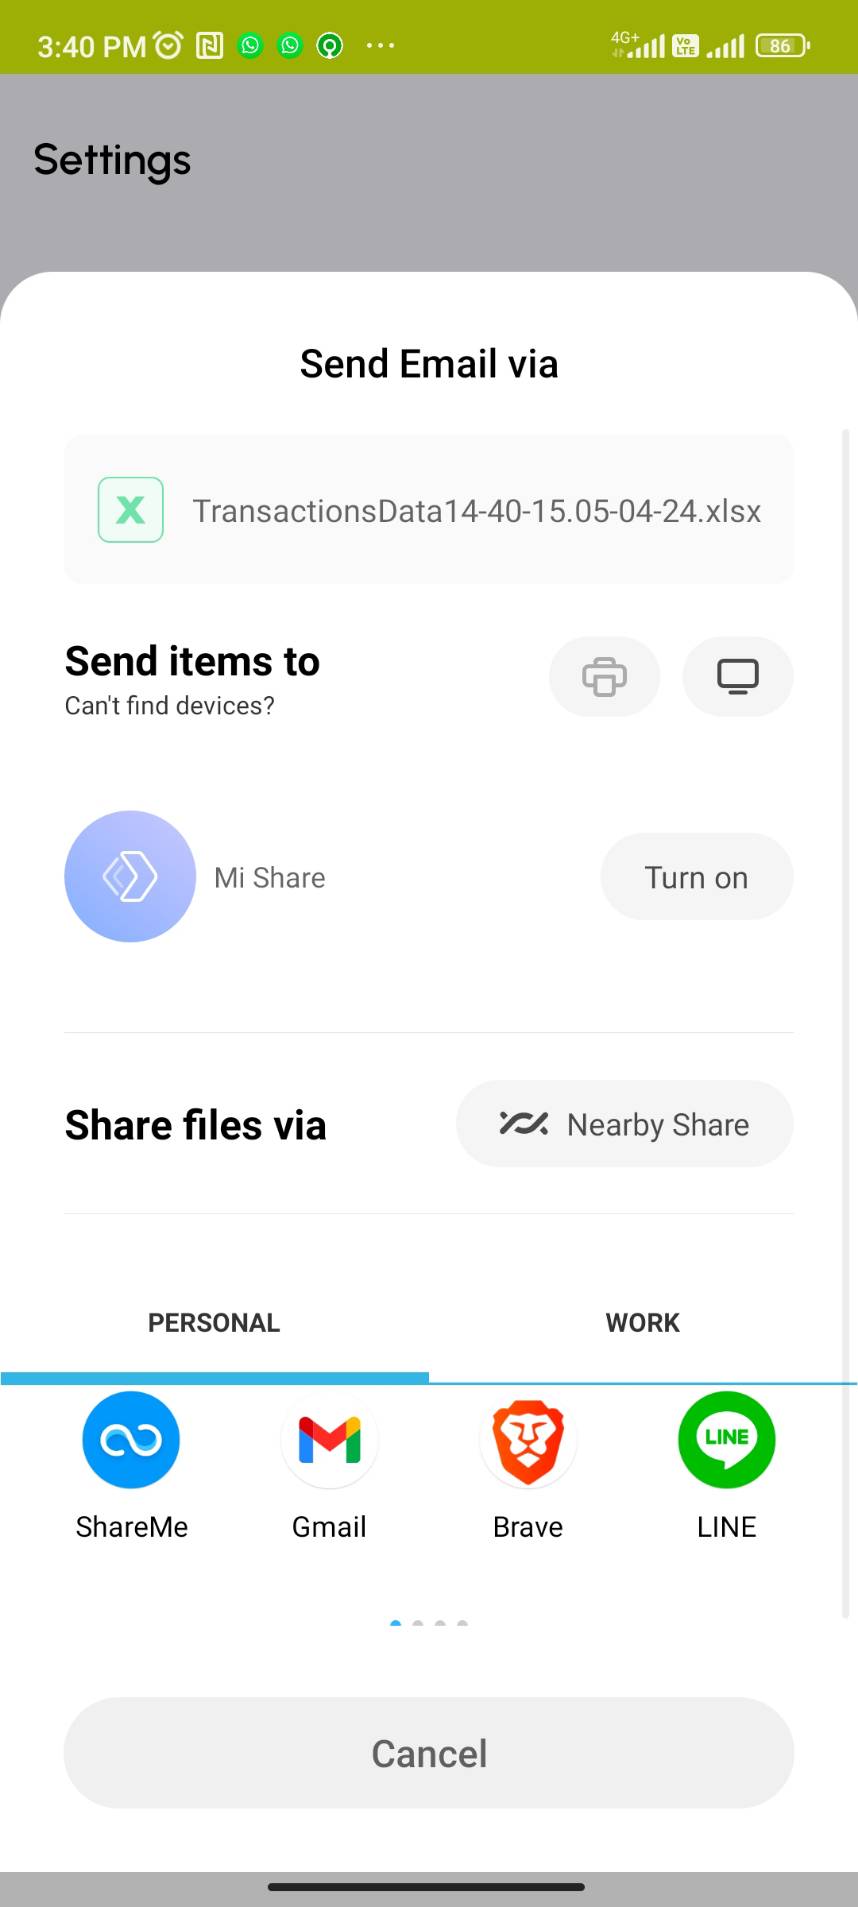 3:40 PM
4G+
Vo
LTE
86
Settings
Send Email via
X
TransactionsData14-40-15.05-04-24.xlsx
Send items to
Can't find devices?
Mi Share
Turn on
Share files via
Nearby Share
PERSONAL
WORK
LINE
ShareMe
Gmail
Brave
LINE
Cancel